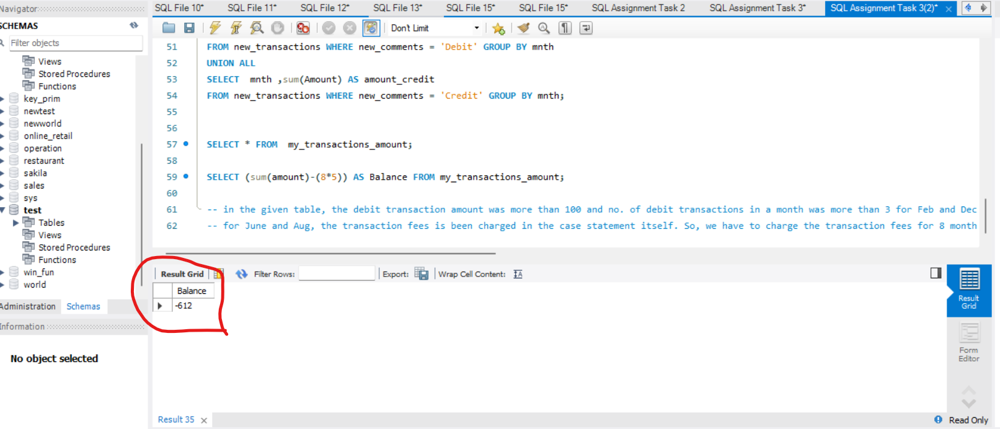 Navigator
SCHEMAS
Filter objects
Views
Stored Procedures
Functions
key_prim
newtest
newworld
online_retail
operation
restaurant
sakila
sales
sys
test
Tables
Views
Stored Procedures
Functions
win_fun
world
Administration Schemas
Information
No object selected
SQL File 10* SQL File 11* SQL File 12* SQL File 13* SQL File 15* SQL File 15* SQL Assignment Task 2 SQL Assignment Task 3* SQL Assignment Task 3(2)*
Don't Limit
51 FROM new_transactions WHERE new_comments = 'Debit' GROUP BY mnth
52 UNION ALL
53 SELECT mnth ,sum(Amount) AS amount_credit
54 FROM new_transactions WHERE new_comments = 'Credit' GROUP BY mnth;
55
56
57 SELECT * FROM my_transactions_amount;
58
59 SELECT (sum(amount)-(8*5)) AS Balance FROM my_transactions_amount;
60
61 -- in the given table, the debit transaction amount was more than 100 and no. of debit transactions in a month was more than 3 for Feb and Dec
62 -- for June and Aug, the transaction fees is been charged in the case statement itself. So, we have to charge the transaction fees for 8 month
Result Grid Filter Rows: Export: Wrap Cell Content:
Balance
-612
Result Grid
Form Editor
Result 35
Read Only